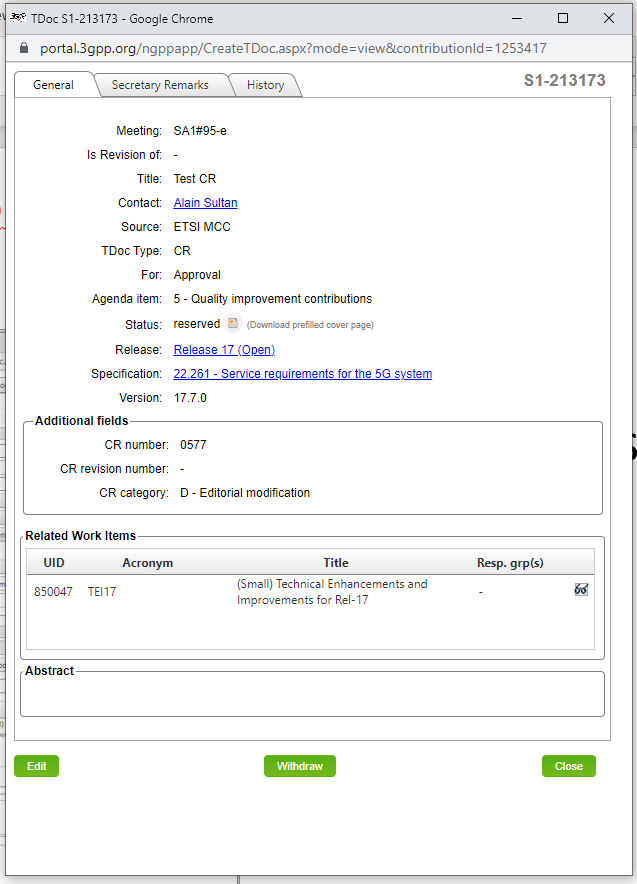 TDoc S1-213173 - Google Chrome
portal.3gpp.org/ngppapp/CreateTDoc.aspx?mode=view&contributionId=1253417
General Secretary Remarks History S1-213173
Meeting: SA1#95-e
Is Revision of: -
Title: Test CR
Contact: Alain Sultan
Source: ETSI MCC
TDoc Type: CR
For: Approval
Agenda item: 5 - Quality improvement contributions
Status: reserved (Download prefilled cover page)
Release: Release 17 (Open)
Specification: 22.261 - Service requirements for the 5G system
Version: 17.7.0
Additional fields
CR number: 0577
CR revision number: -
CR category: D - Editorial modification
Related Work Items
UID Acronym Title Resp. grp(s)
850047 TEI17 (Small) Technical Enhancements and
Improvements for Rel-17 -
Abstract
Edit Withdraw Close